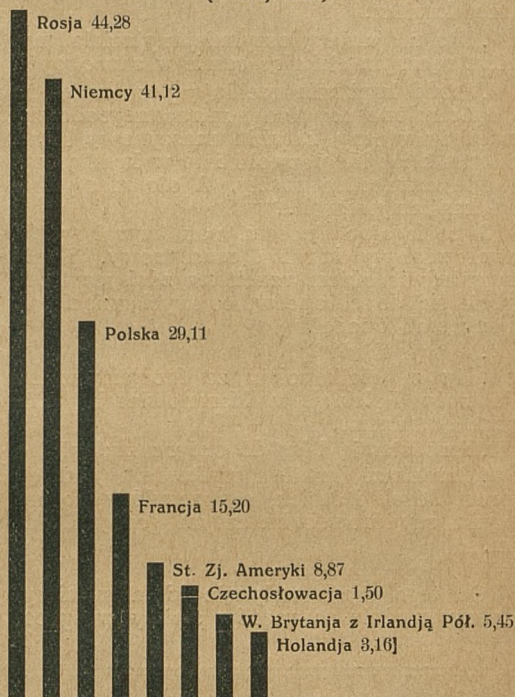 Rosja 44,28
Niemcy 41,12
Polska 29,11
Francja 15,20
St. Zj. Ameryki 8,87
Czechosłowacja 1,50
W. Brytanja z Irlandją Pół. 5,45
Holandja 3,16]